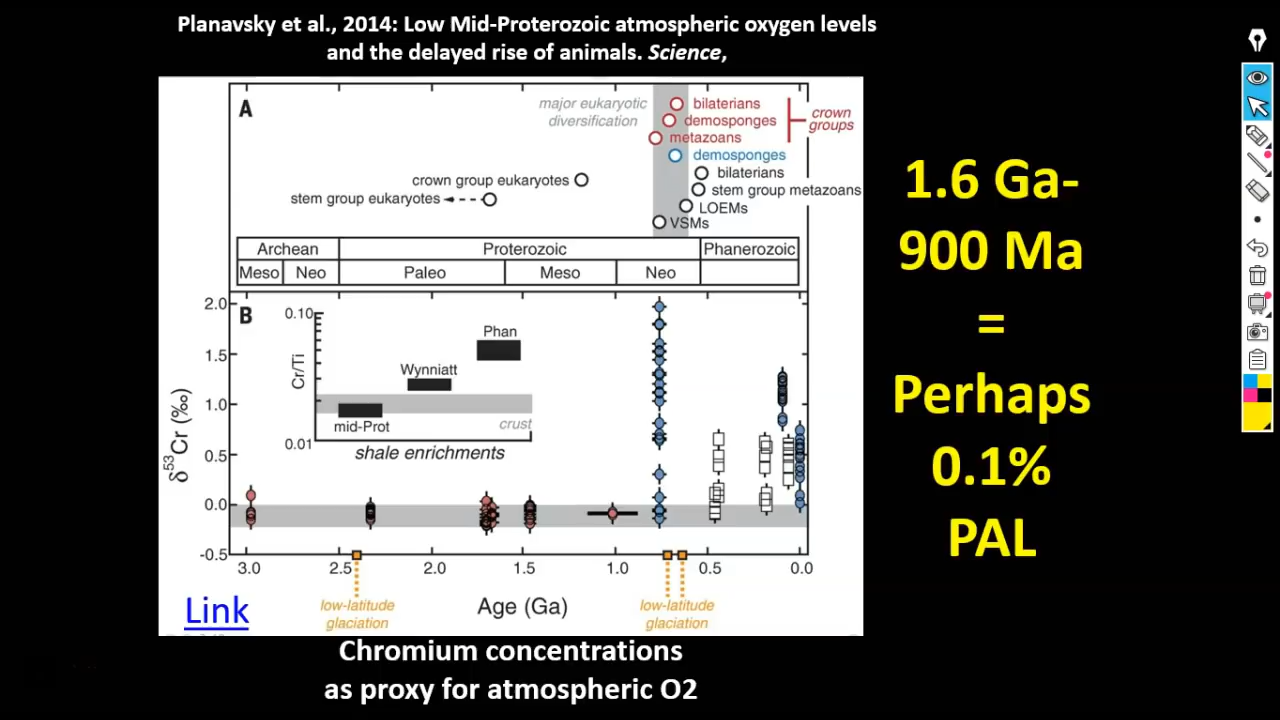 Planavsky et al., 2014: Low Mid-Proterozoic atmospheric oxygen levels
and the delayed rise of animals. Science,
A
major eukaryotic
diversification
bilaterians
demosponges
metazoans
crown
groups
demosponges
bilaterians
crown group eukaryotes
stem group metazoans
stem group eukaryotes
LOEMs
VSMs
Archean
Proterozoic
Phanerozoic
Meso
Neo
Paleo
Meso
Neo
B
2.0
1.5
1.0
0.5
0.0
-0.5
δ53Cr (‰)
0.10
0.01
Cr/Ti
Phan
Wynniatt
mid-Prot
crust
shale enrichments
3.0
2.5
2.0
1.5
1.0
0.5
0.0
Age (Ga)
low-latitude
glaciation
low-latitude
glaciation
Link
1.6 Ga-
900 Ma
=
Perhaps
0.1%
PAL
Chromium concentrations
as proxy for atmospheric O2